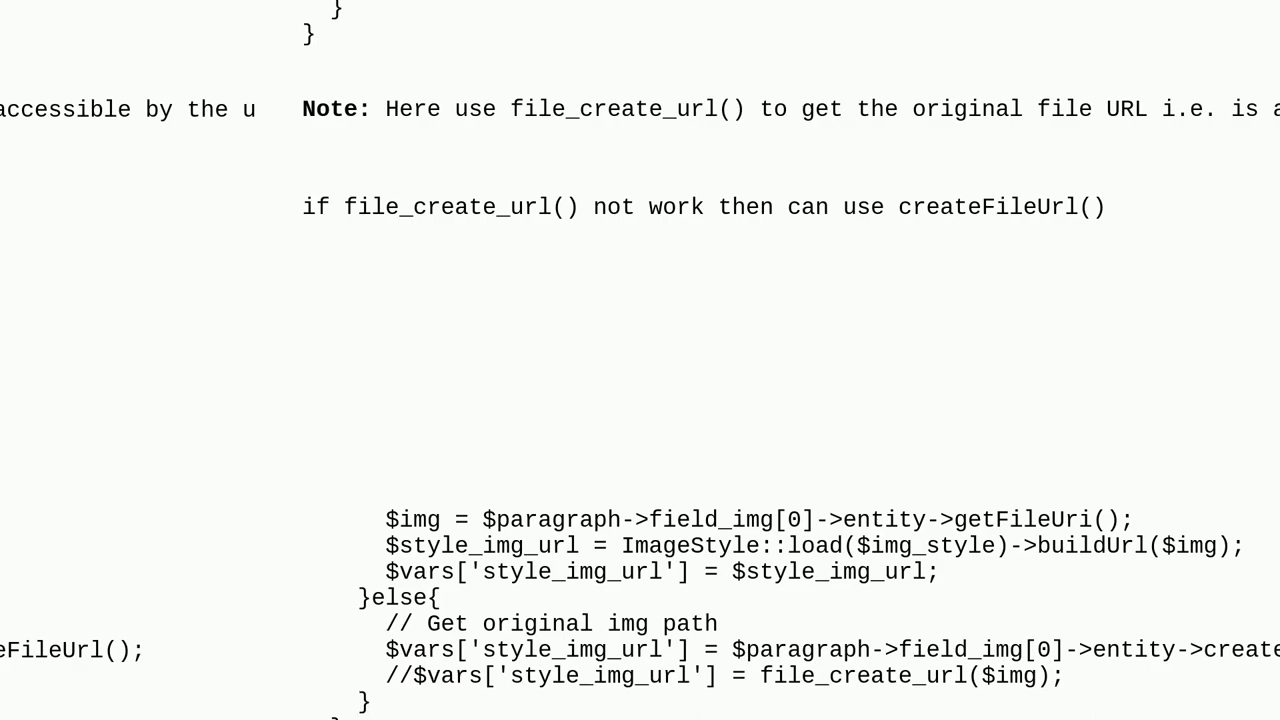 }
}
accessible by the u
Note: Here use file_create_url() to get the original file URL i.e. is a
if file_create_url() not work then can use createFileUrl()
$img = $paragraph->field_img[0]->entity->getFileUri();
$style_img_url = ImageStyle::load($img_style)->buildUrl($img);
$vars['style_img_url'] = $style_img_url;
}else{
// Get original img path
eFileUrl();
$vars['style_img_url'] = $paragraph->field_img[0]->entity->create
//$vars['style_img_url'] = file_create_url($img);
}